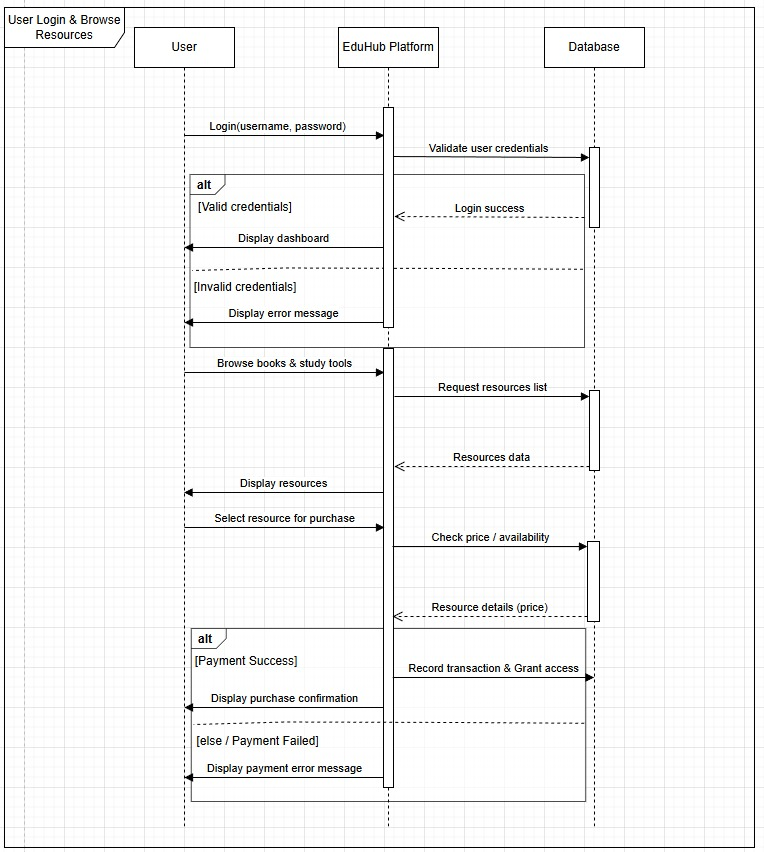 User Login & Browse
Resources
User
EduHub Platform
Database
Login(username, password)
Validate user credentials
alt
[Valid credentials]
Login success
Display dashboard
[Invalid credentials]
Display error message
Browse books & study tools
Request resources list
Resources data
Display resources
Select resource for purchase
Check price / availability
Resource details (price)
alt
[Payment Success]
Record transaction & Grant access
Display purchase confirmation
[else / Payment Failed]
Display payment error message